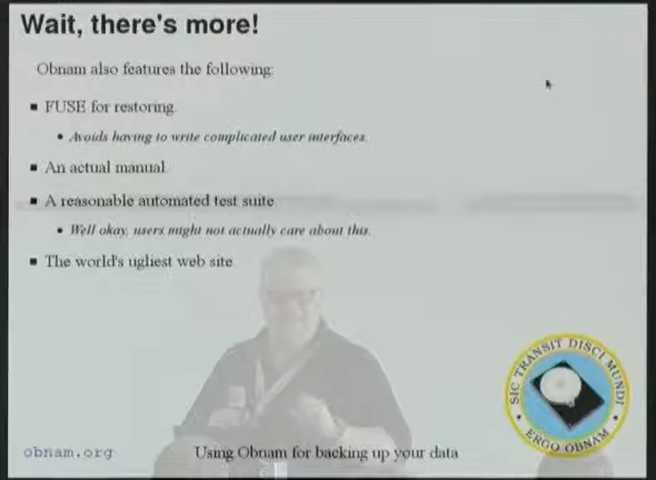 Wait, there's more!
Obnam also features the following:
FUSE for restoring.
Avoids having to write complicated user interfaces.
An actual manual.
A reasonable automated test suite.
Well okay, users might not actually care about this.
The world's ugliest web site.
SIC TRANSIT DISCI MUNDI
ERGO OBNAM
obnam.org
Using Obnam for backing up your data